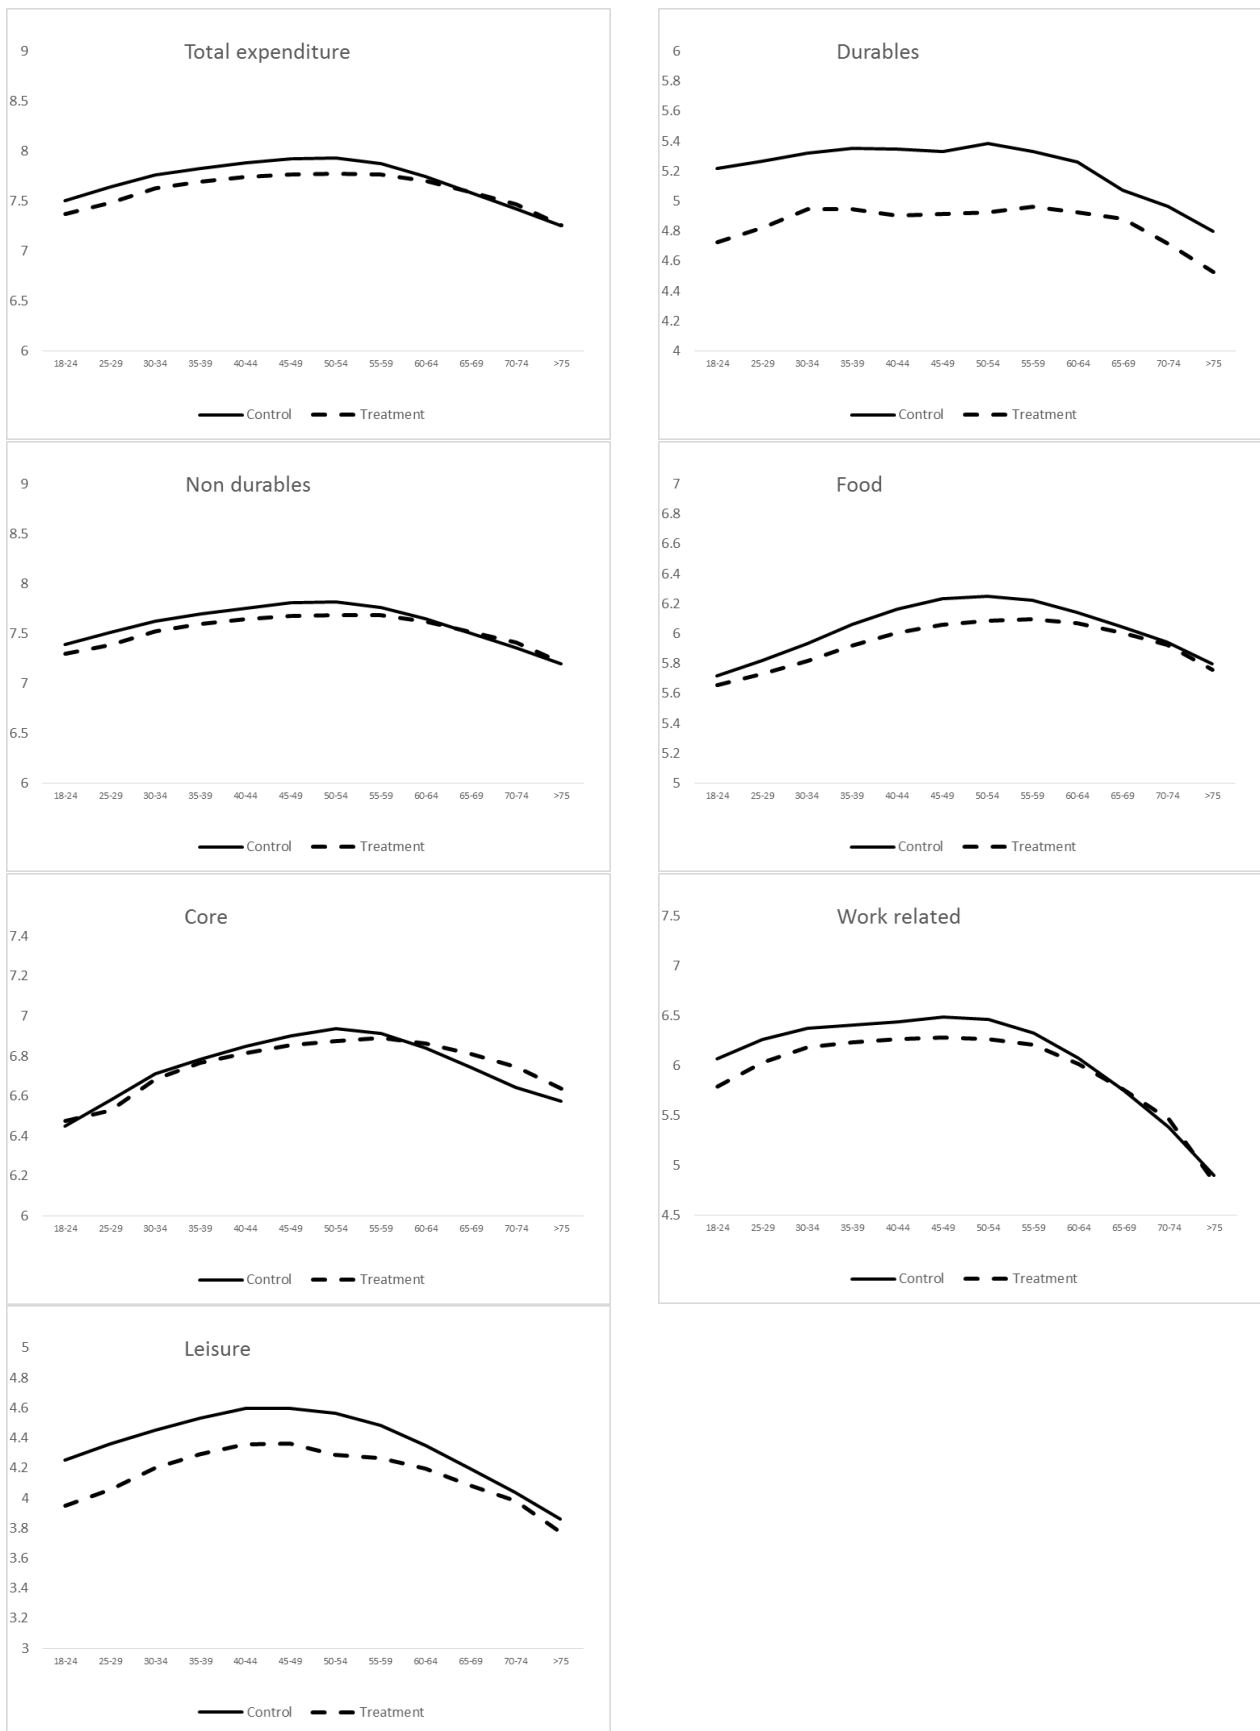 Total expenditure
9
8.5
8
7.5
7
6.5
6
18-24 25-29 30-34 35-39 40-44 45-49 50-54 55-59 60-64 65-69 70-74 >75
Control Treatment
Durables
6
5.8
5.6
5.4
5.2
5
4.8
4.6
4.4
4.2
4
18-24 25-29 30-34 35-39 40-44 45-49 50-54 55-59 60-64 65-69 70-74 >75
Control Treatment
Non durables
9
8.5
8
7.5
7
6.5
6
18-24 25-29 30-34 35-39 40-44 45-49 50-54 55-59 60-64 65-69 70-74 >75
Control Treatment
Food
7
6.8
6.6
6.4
6.2
6
5.8
5.6
5.4
5.2
5
18-24 25-29 30-34 35-39 40-44 45-49 50-54 55-59 60-64 65-69 70-74 >75
Control Treatment
Core
7.4
7.2
7
6.8
6.6
6.4
6.2
6
18-24 25-29 30-34 35-39 40-44 45-49 50-54 55-59 60-64 65-69 70-74 >75
Control Treatment
Work related
7.5
7
6.5
6
5.5
5
4.5
18-24 25-29 30-34 35-39 40-44 45-49 50-54 55-59 60-64 65-69 70-74 >75
Control Treatment
Leisure
5
4.8
4.6
4.4
4.2
4
3.8
3.6
3.4
3.2
3
18-24 25-29 30-34 35-39 40-44 45-49 50-54 55-59 60-64 65-69 70-74 >75
Control Treatment